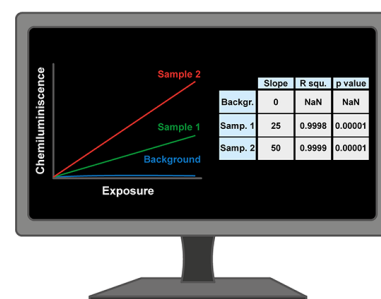 Chemiluminiscence
Sample 2
Sample 1
Background
Exposure
Slope R squ. p value
Backgr. 0 NaN NaN
Samp. 1 25 0.9998 0.00001
Samp. 2 50 0.9999 0.00001